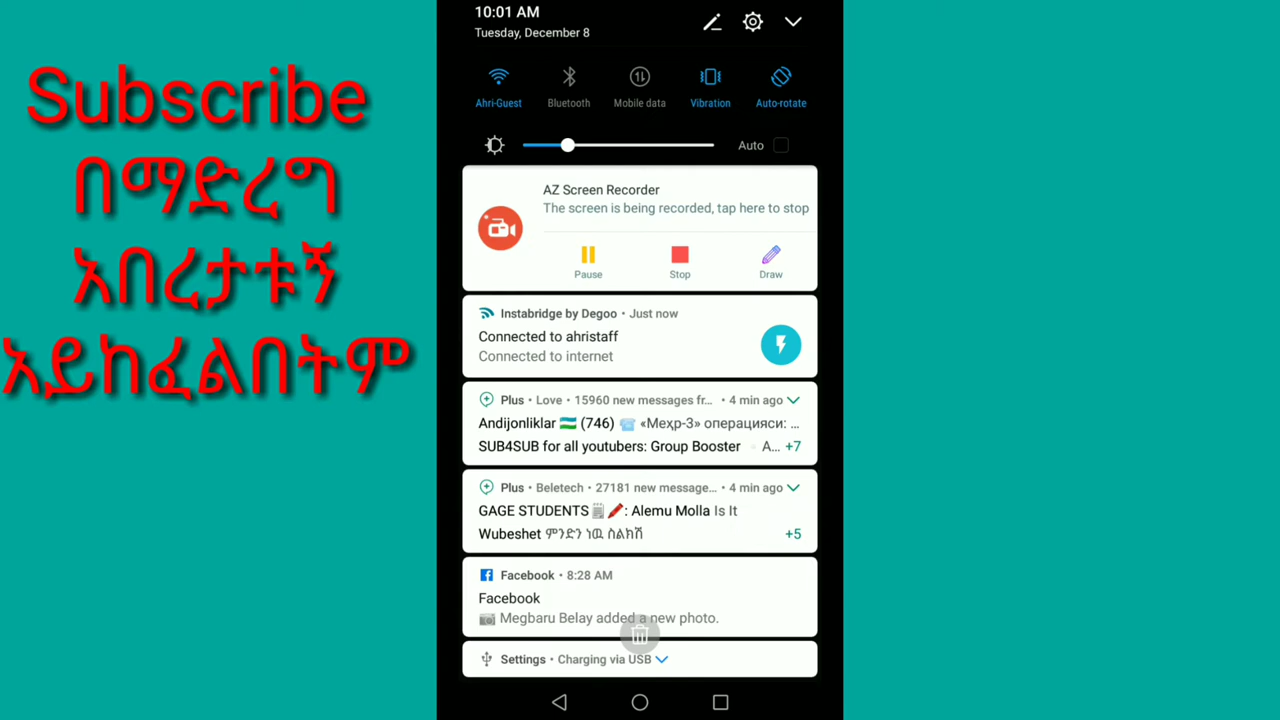 Subscribe
በማድረግ
አበረታቱኝ
አይከፈልበትም
10:01 AM
Tuesday, December 8
Ahri-Guest
Bluetooth
Mobile data
Vibration
Auto-rotate
Auto
AZ Screen Recorder
The screen is being recorded, tap here to stop
Pause
Stop
Draw
Instabridge by Degoo • Just now
Connected to ahristaff
Connected to internet
Plus • Love • 15960 new messages fr... • 4 min ago
Andijonliklar 🇺🇿 (746) ☎️ «Меҳр-3» операцияси: ...
SUB4SUB for all youtubers: Group Booster A... +7
Plus • Beletech • 27181 new message... • 4 min ago
GAGE STUDENTS 🗒🖍: Alemu Molla Is It
Wubeshet ምንድን ነዉ ስልክሽ +5
Facebook • 8:28 AM
Facebook
📷 Megbaru Belay added a new photo.
Settings • Charging via USB